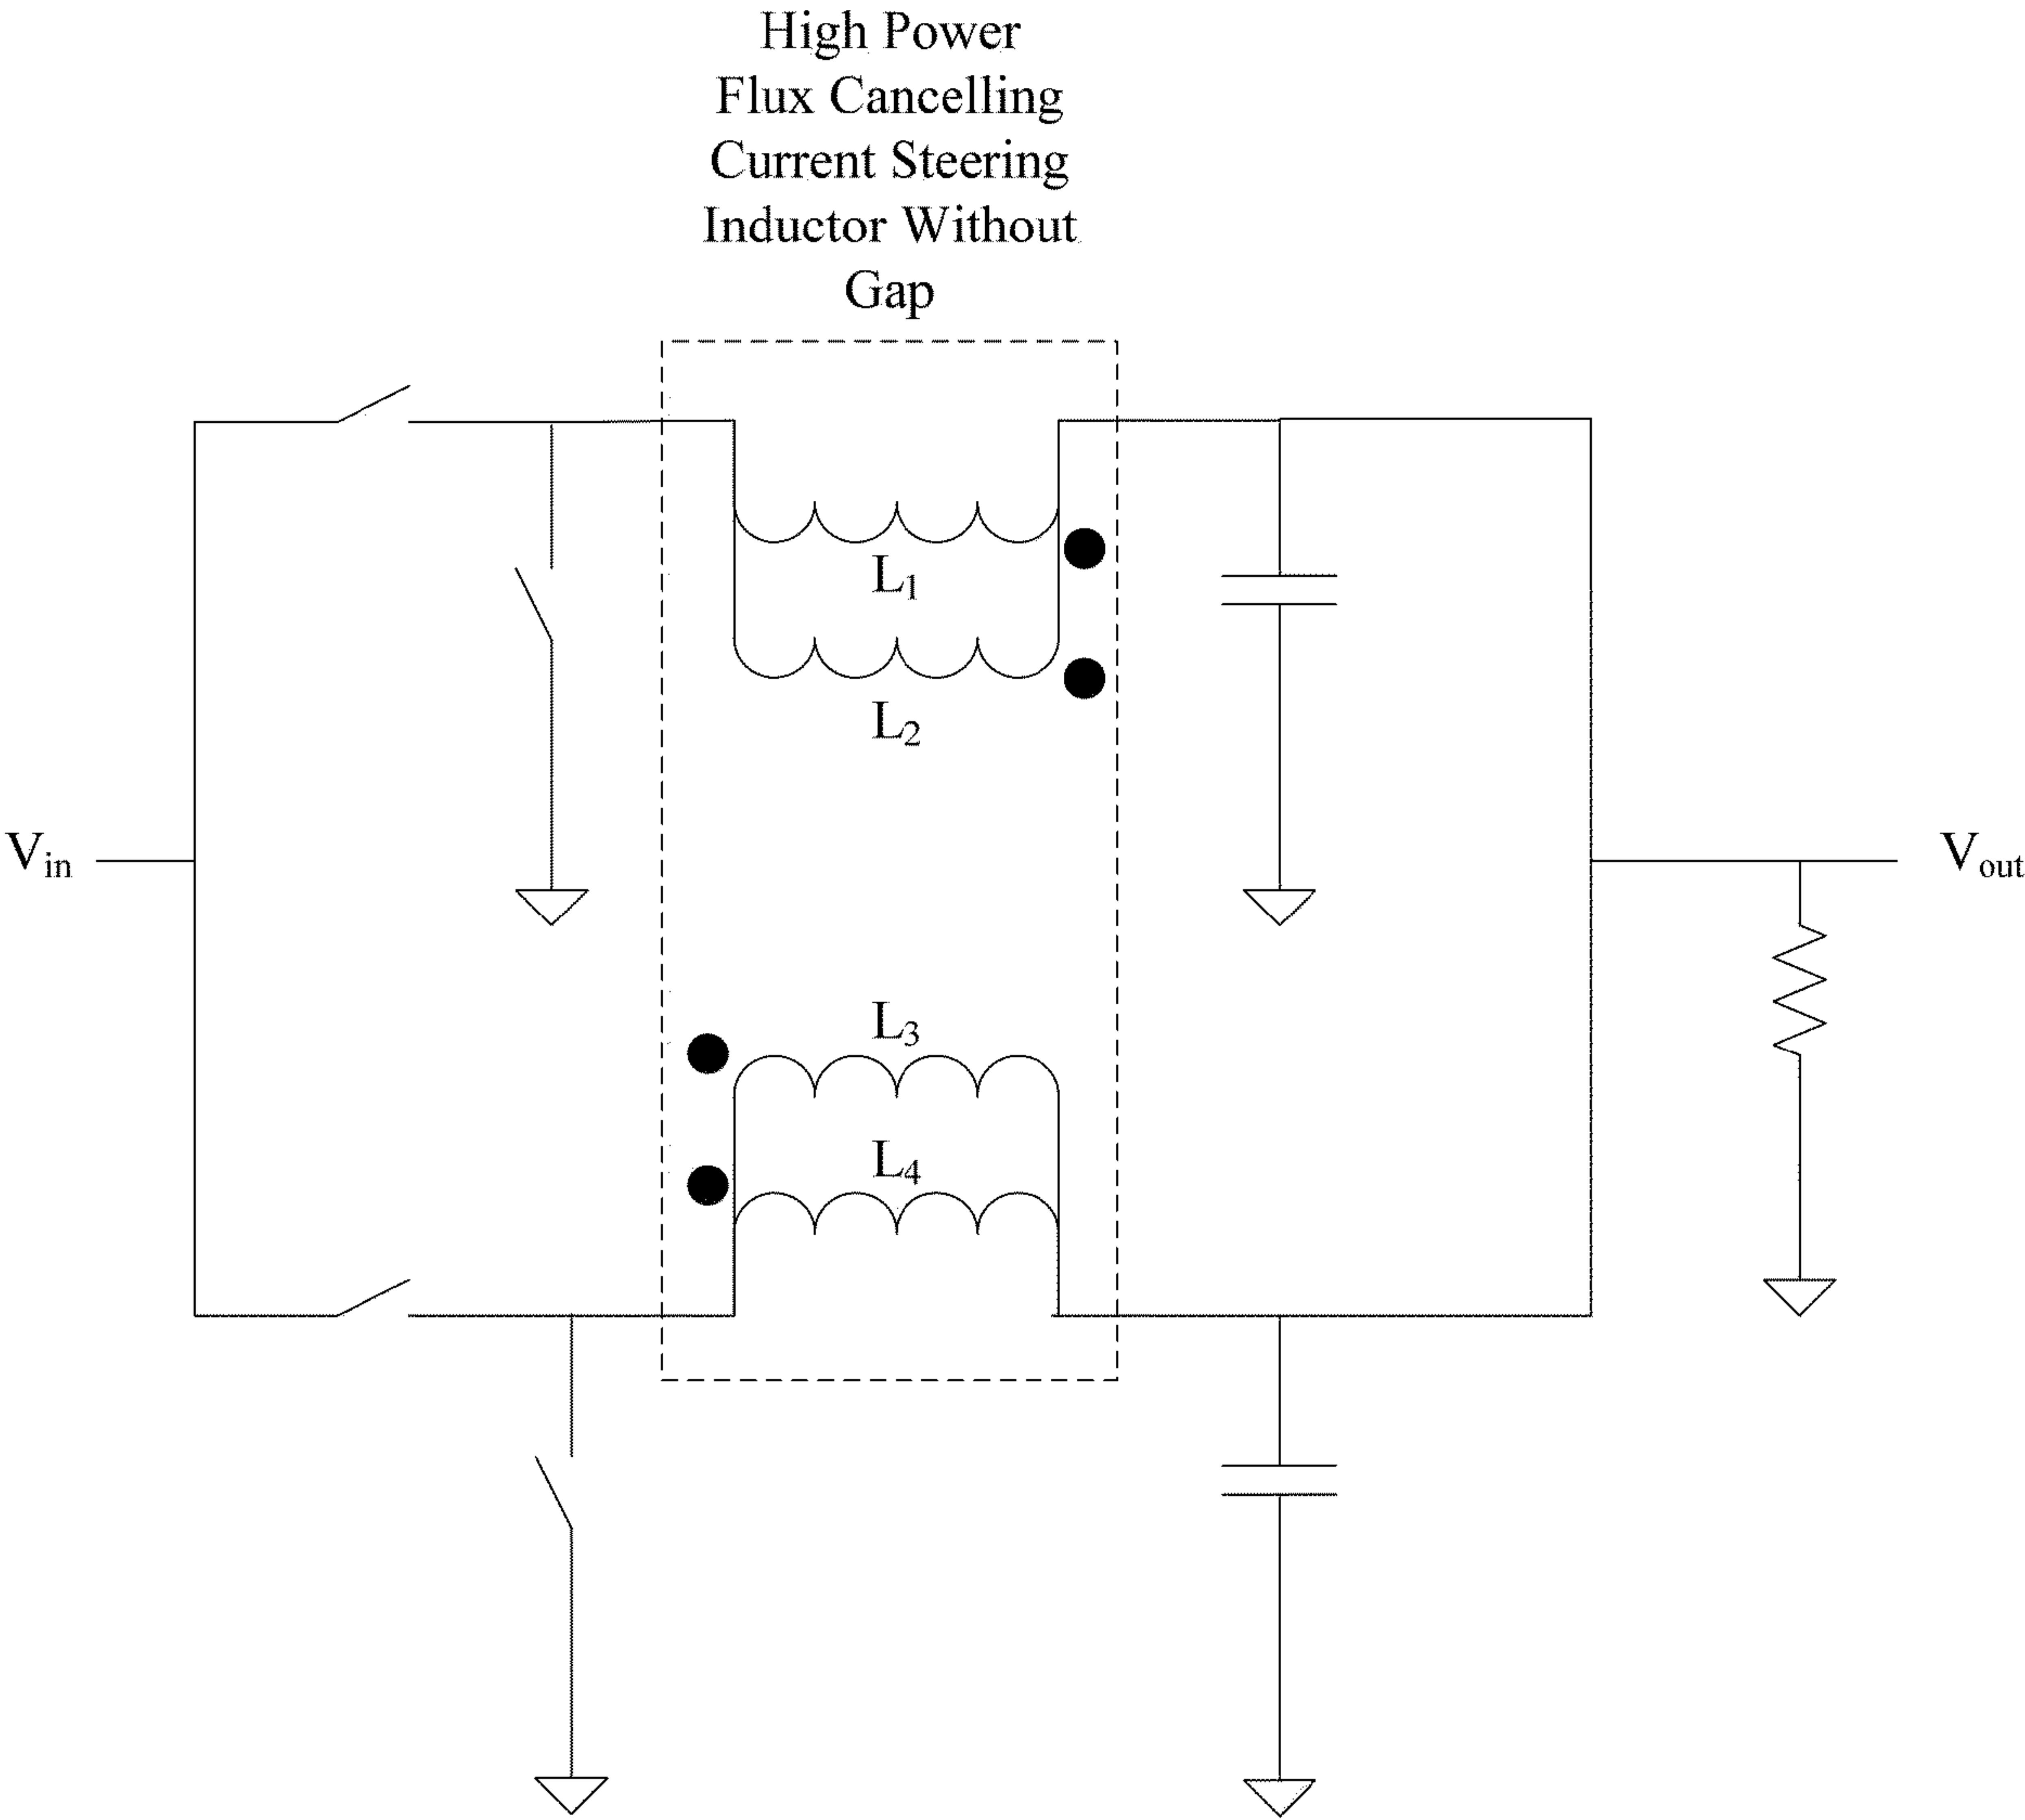 High Power
Flux Cancelling
Current Steering
Inductor Without
Gap
L1
L2
Vin
Vout
L3
L4